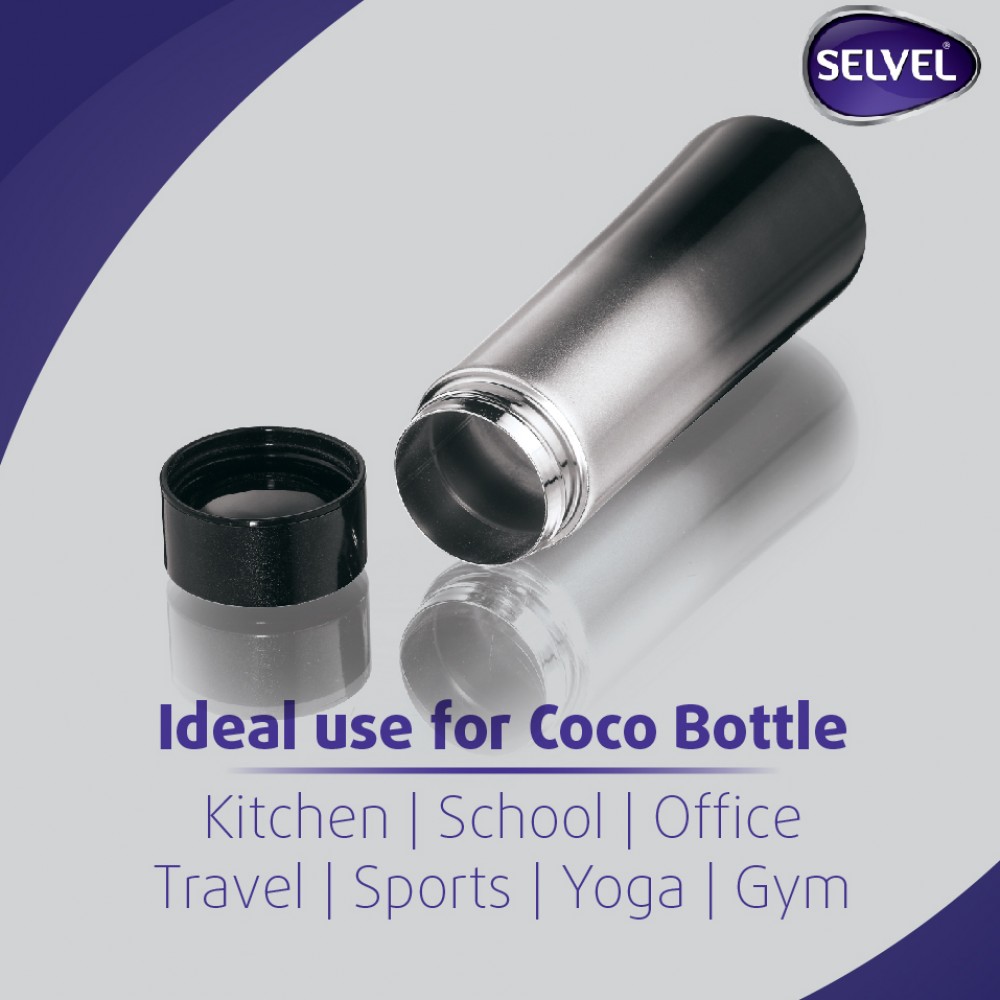 SELVEL®
Ideal use for Coco Bottle
Kitchen | School | Office
Travel | Sports | Yoga | Gym